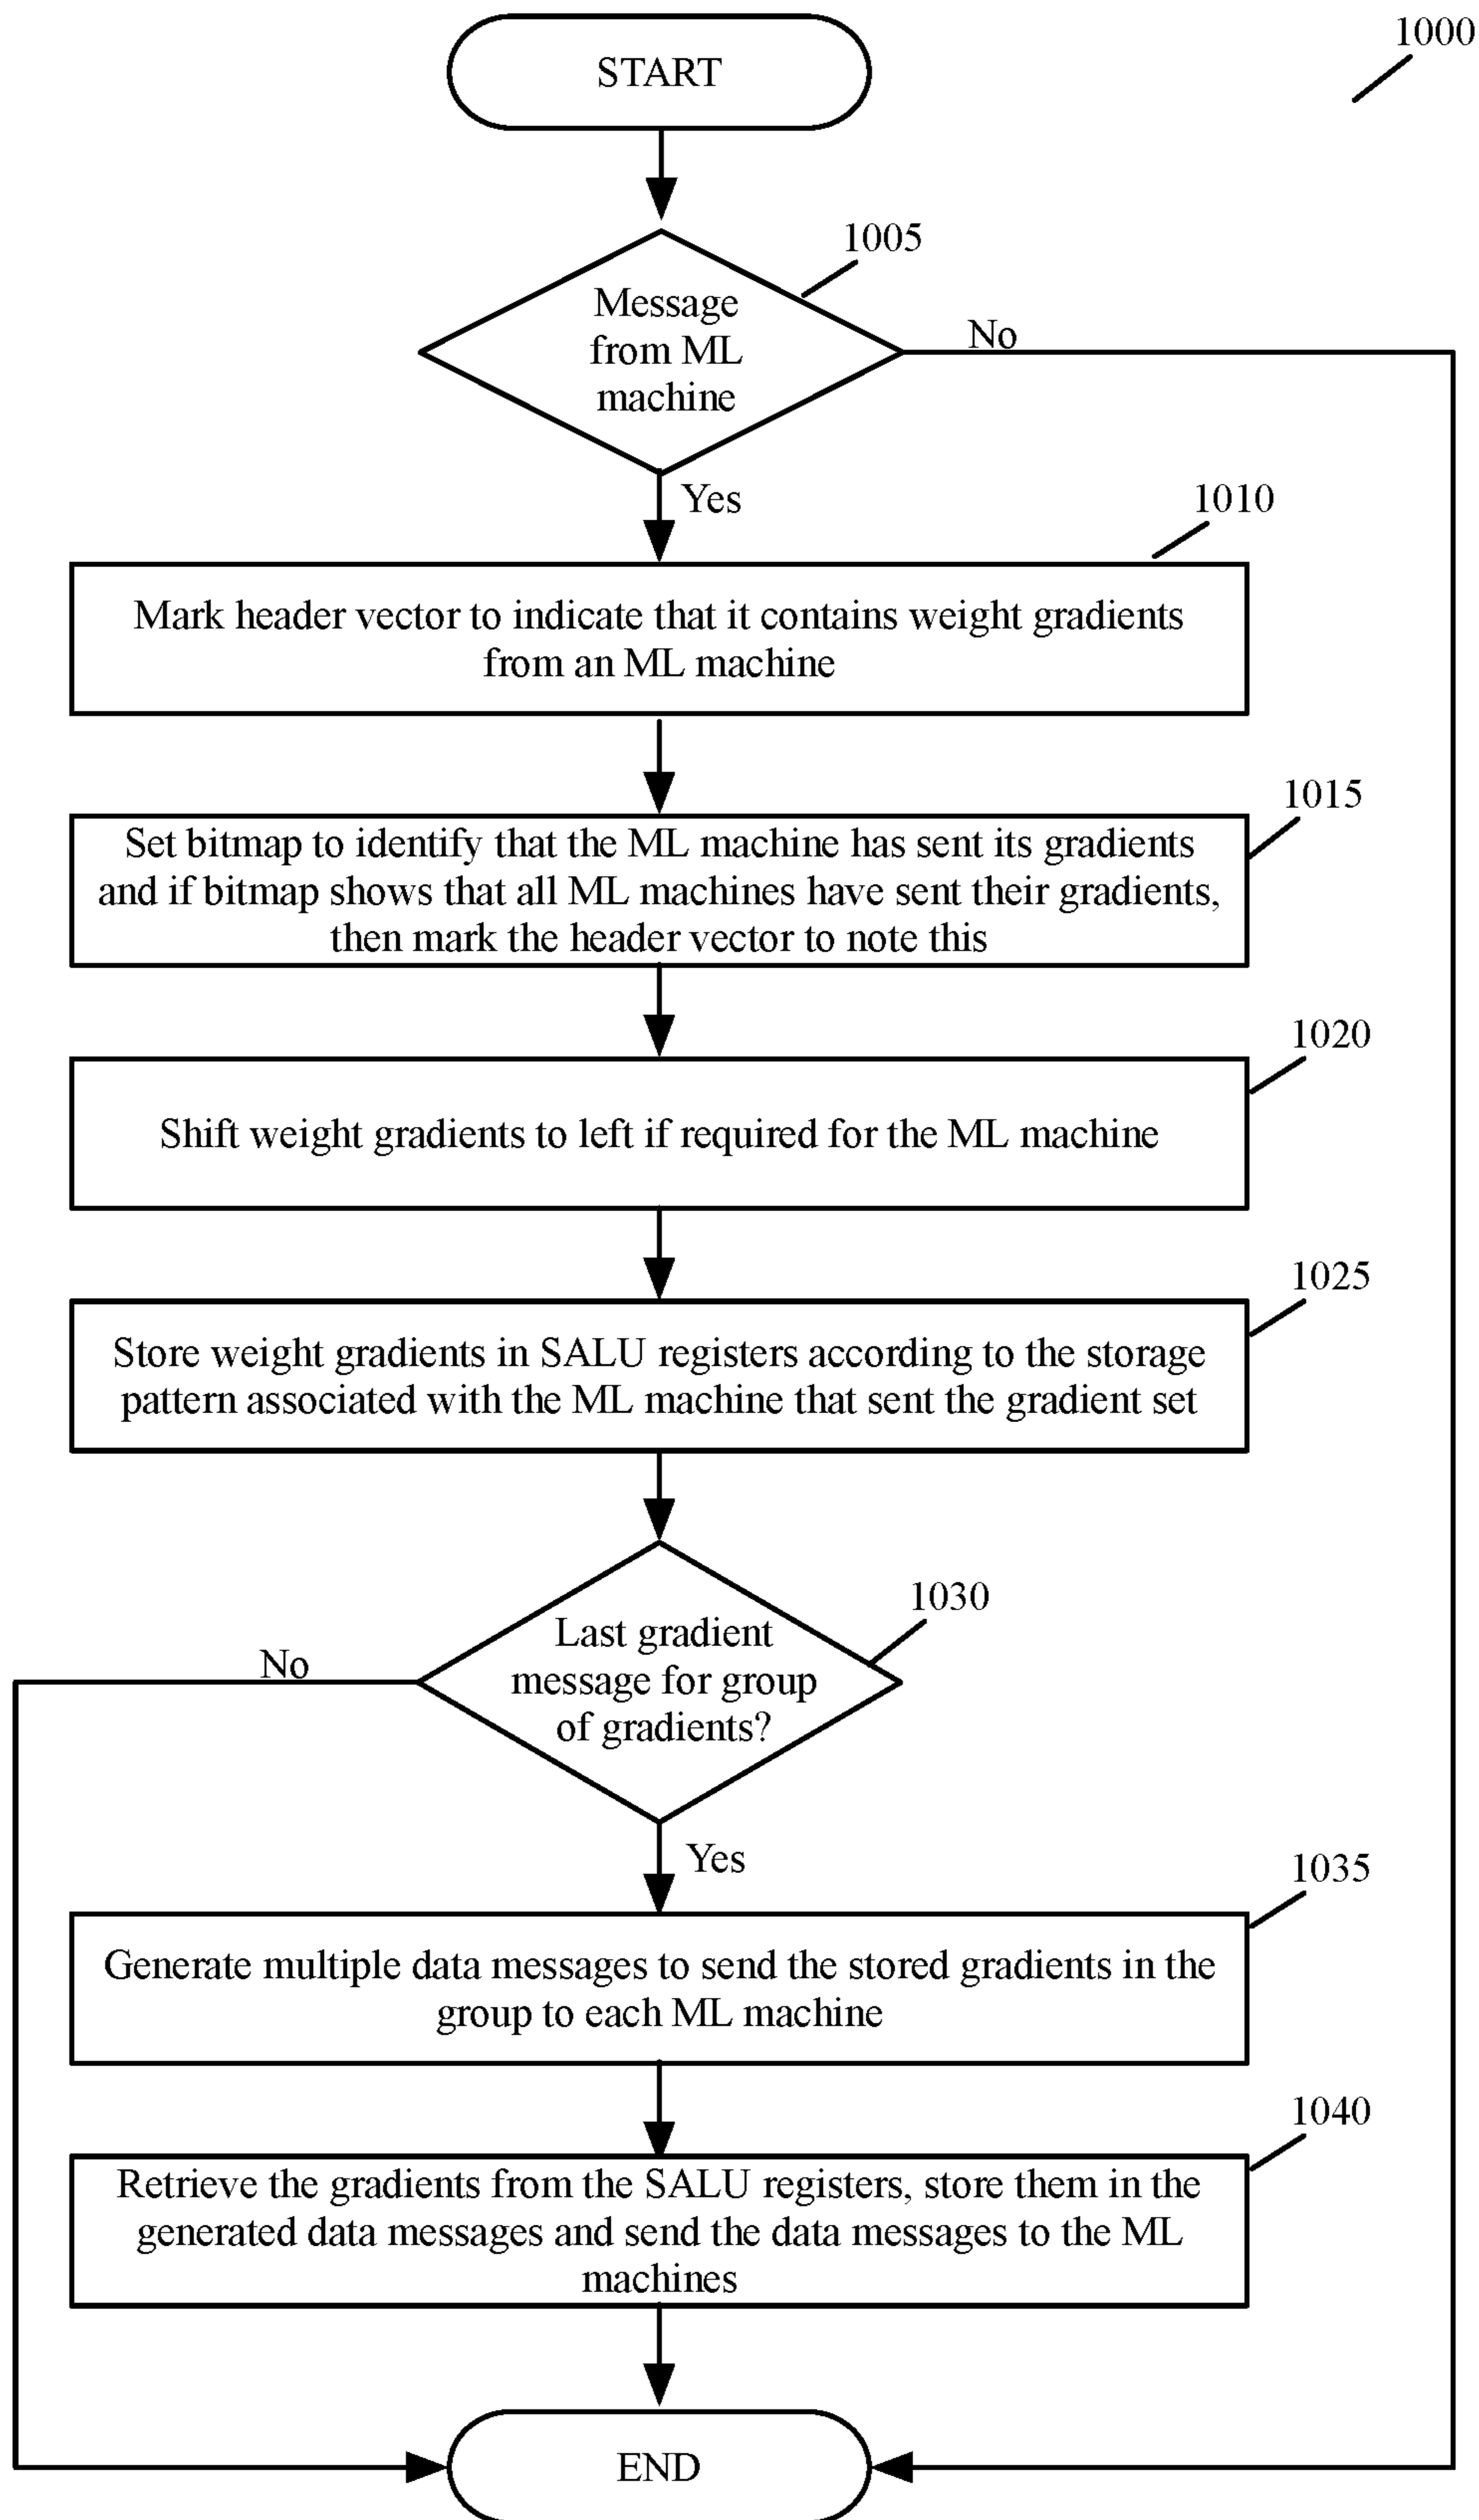 1000
START
1005
Message
from ML
machine
No
Yes
1010
Mark header vector to indicate that it contains weight gradients
from an ML machine
1015
Set bitmap to identify that the ML machine has sent its gradients
and if bitmap shows that all ML machines have sent their gradients,
then mark the header vector to note this
1020
Shift weight gradients to left if required for the ML machine
1025
Store weight gradients in SALU registers according to the storage
pattern associated with the ML machine that sent the gradient set
1030
Last gradient
message for group
of gradients?
No
Yes
1035
Generate multiple data messages to send the stored gradients in the
group to each ML machine
1040
Retrieve the gradients from the SALU registers, store them in the
generated data messages and send the data messages to the ML
machines
END